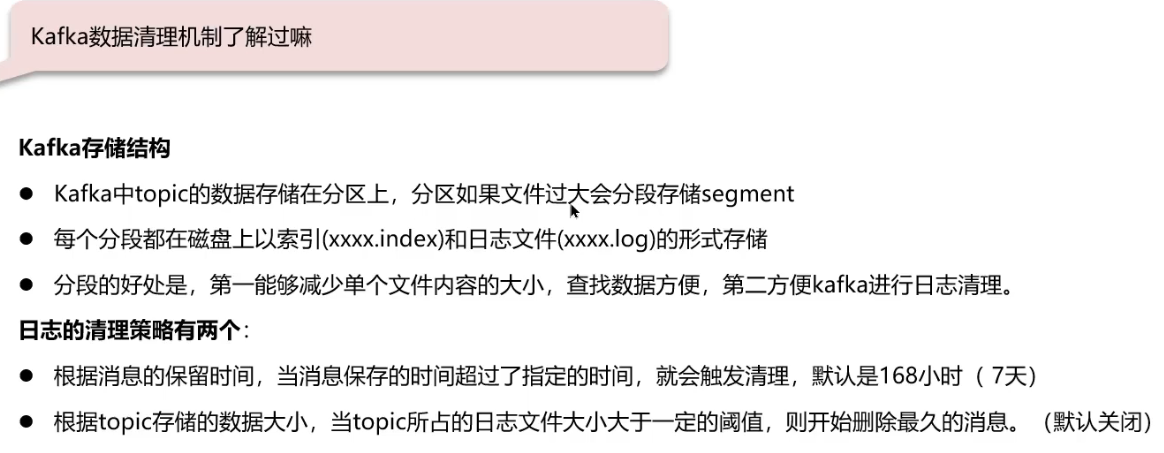 Kafka数据清理机制了解过嘛
Kafka存储结构
● Kafka中topic的数据存储在分区上，分区如果文件过大会分段存储segment
● 每个分段都在磁盘上以索引(xxxx.index)和日志文件(xxxx.log)的形式存储
● 分段的好处是，第一能够减少单个文件内容的大小，查找数据方便，第二方便kafka进行日志清理。
日志的清理策略有两个：
● 根据消息的保留时间，当消息保存的时间超过了指定的时间，就会触发清理，默认是168小时（ 7天）
● 根据topic存储的数据大小，当topic所占的日志文件大小大于一定的阈值，则开始删除最久的消息。（默认关闭）